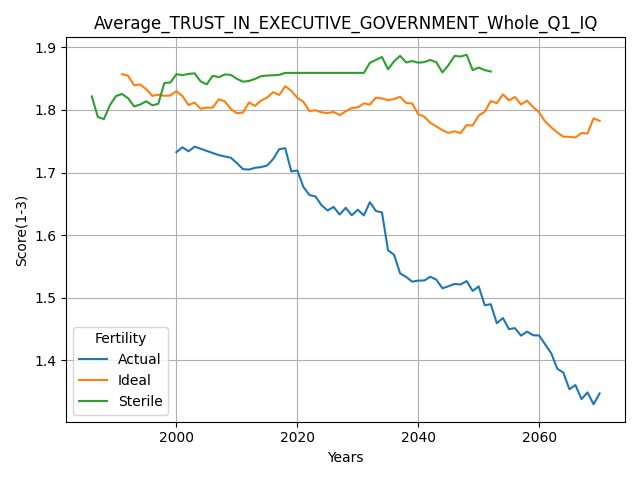 Average_TRUST_IN_EXECUTIVE_GOVERNMENT_Whole_Q1_IQ
1.9
1.8
1.7
1.6
1.5
1.4
Score(1-3)
Fertility
Actual
Ideal
Sterile
2000 2020 2040 2060
Years